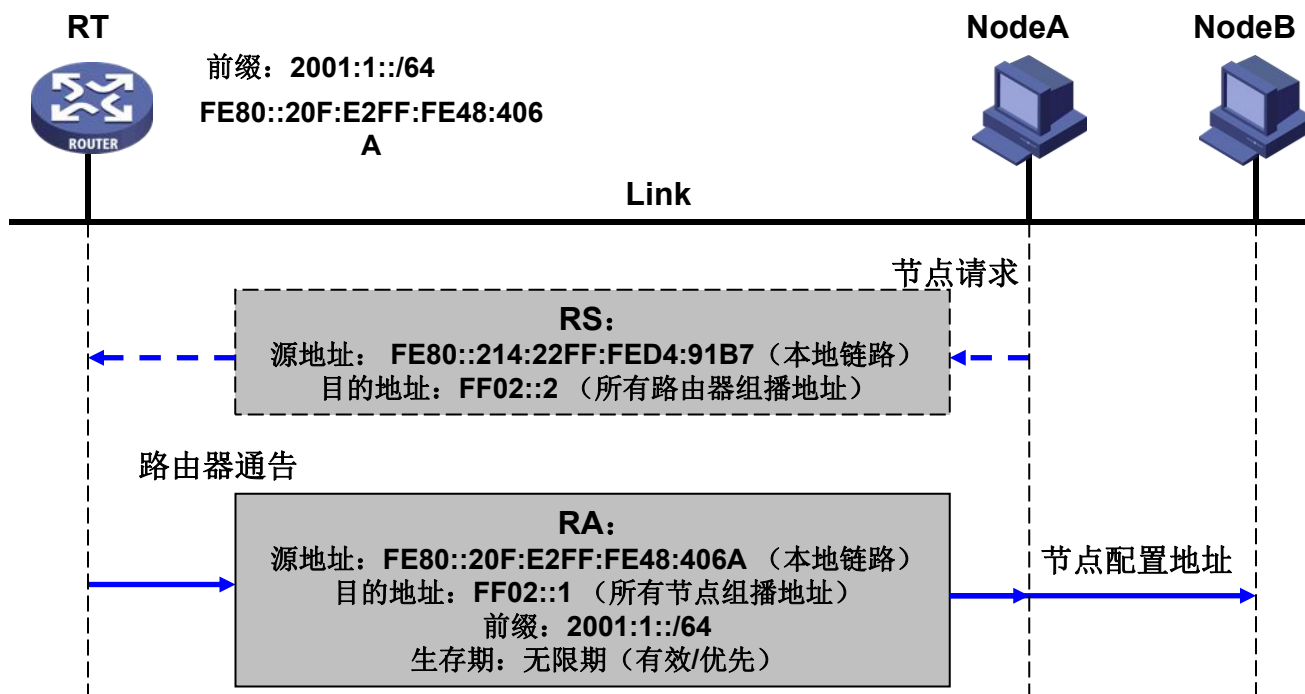 RT
NodeA
NodeB
ROUTER
前缀：2001:1::/64
FE80::20F:E2FF:FE48:406
A
Link
节点请求
RS：
源地址： FE80::214:22FF:FED4:91B7（本地链路）
目的地址：FF02::2 （所有路由器组播地址）
路由器通告
RA：
源地址：FE80::20F:E2FF:FE48:406A （本地链路）
目的地址：FF02::1 （所有节点组播地址）
前缀：2001:1::/64
生存期：无限期（有效/优先）
节点配置地址